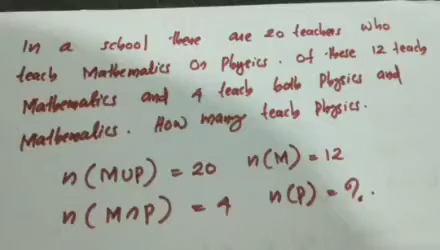 In a school there are 20 teachers who
teach Mathematics or Physics. Of these 12 teach
Mathematics and 4 teach both Physics and
Mathematics. How many teach Physics.
n(MUP) = 20 n(M) = 12
n(M∩P) = 4 n(P) = ?.